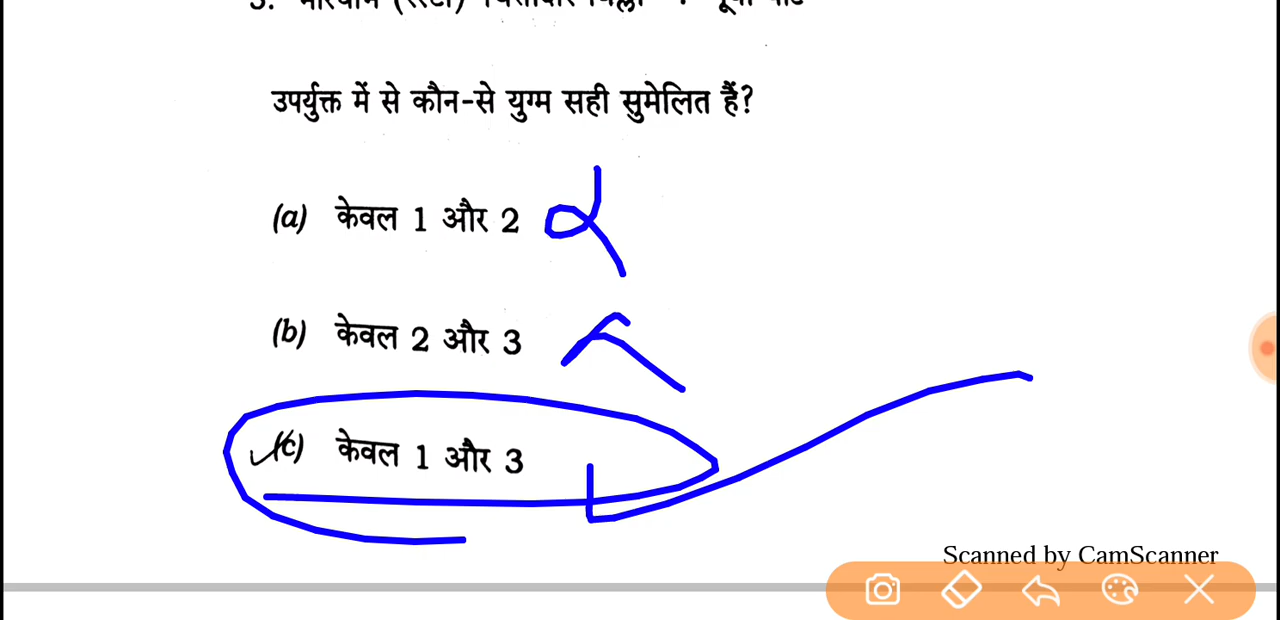 उपर्युक्त में से कौन-से युग्म सही सुमेलित हैं?
(a) केवल 1 और 2
(b) केवल 2 और 3
(c) केवल 1 और 3
Scanned by CamScanner